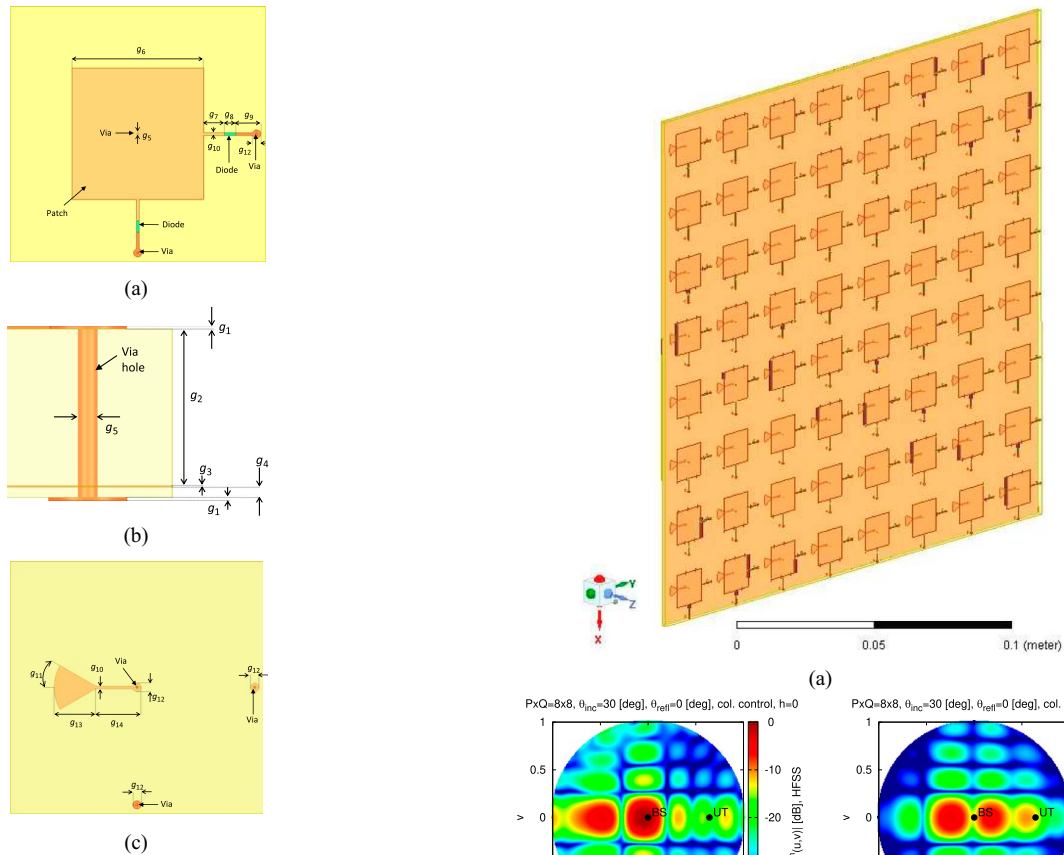 g6
Via
g5
g7
g8
g9
g10
g12
Diode
Via
Patch
Diode
Via
(a)
g1
Via
hole
g2
g5
g3
g4
g1
(b)
g11
g10
Via
g12
g13
g14
g12
Via
g12
Via
(c)
Y
Z
X
0
0.05
0.1 (meter)
(a)
PxQ=8x8, θinc=30 [deg], θrefl=0 [deg], col. control, h=0
1
0.5
0
v
BS
UT
0
-10
-20
(u,v)| [dB], HFSS
PxQ=8x8, θinc=30 [deg], θrefl=0 [deg], col.
1
0.5
0
v
BS
UT